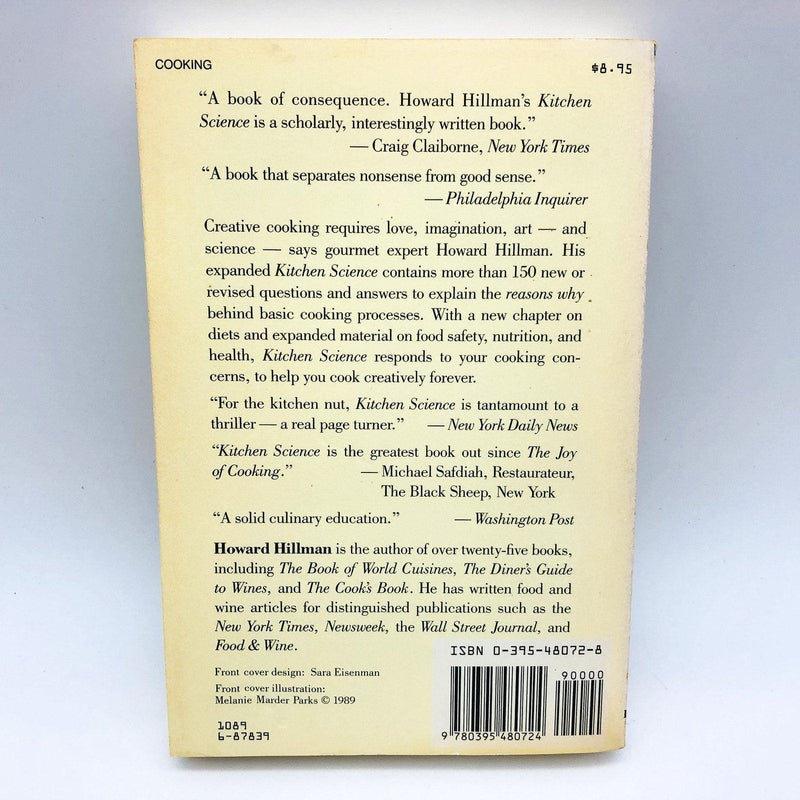 COOKING
$8.95
“A book of consequence. Howard Hillman’s Kitchen
Science is a scholarly, interestingly written book.”
— Craig Claiborne, New York Times
“A book that separates nonsense from good sense.”
— Philadelphia Inquirer
Creative cooking requires love, imagination, art — and
science — says gourmet expert Howard Hillman. His
expanded Kitchen Science contains more than 150 new or
revised questions and answers to explain the reasons why
behind basic cooking processes. With a new chapter on
diets and expanded material on food safety, nutrition, and
health, Kitchen Science responds to your cooking con-
cerns, to help you cook creatively forever.
“For the kitchen nut, Kitchen Science is tantamount to a
thriller — a real page turner.” — New York Daily News
“Kitchen Science is the greatest book out since The Joy
of Cooking.” — Michael Safdiah, Restaurateur,
The Black Sheep, New York
“A solid culinary education.” — Washington Post
Howard Hillman is the author of over twenty-five books,
including The Book of World Cuisines, The Diner’s Guide
to Wines, and The Cook’s Book. He has written food and
wine articles for distinguished publications such as the
New York Times, Newsweek, the Wall Street Journal, and
Food & Wine.
Front cover design: Sara Eisenman
Front cover illustration:
Melanie Marder Parks © 1989
1089
6-87839
ISBN 0-395-48072-8
90000
9 780395 480724